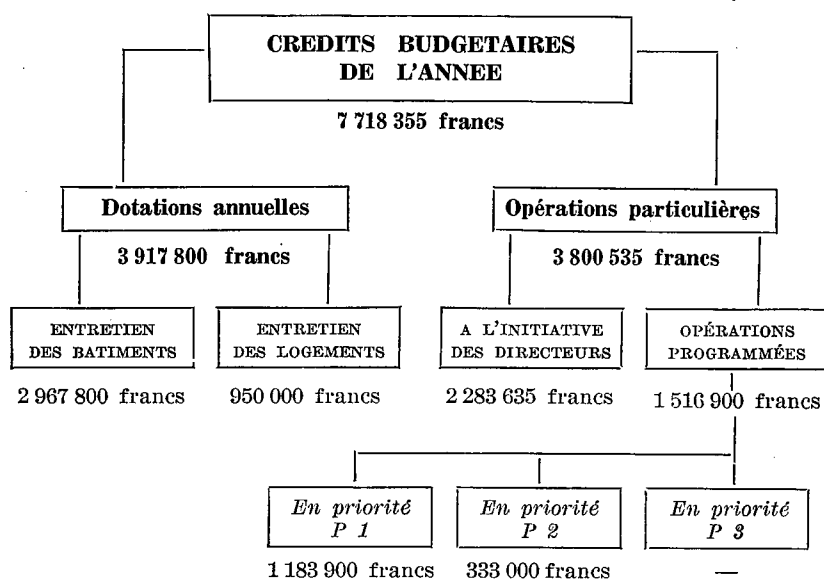 CREDITS BUDGETAIRES
DE L'ANNEE
7 718 355 francs
Dotations annuelles
Opérations particulières
3 917 800 francs
3 800 535 francs
ENTRETIEN
DES BATIMENTS
ENTRETIEN
DES LOGEMENTS
A L'INITIATIVE
DES DIRECTEURS
OPÉRATIONS
PROGRAMMÉES
2 967 800 francs
950 000 francs
2 283 635 francs
1 516 900 francs
En priorité
P 1
En priorité
P 2
En priorité
P 3
1 183 900 francs
333 000 francs
—